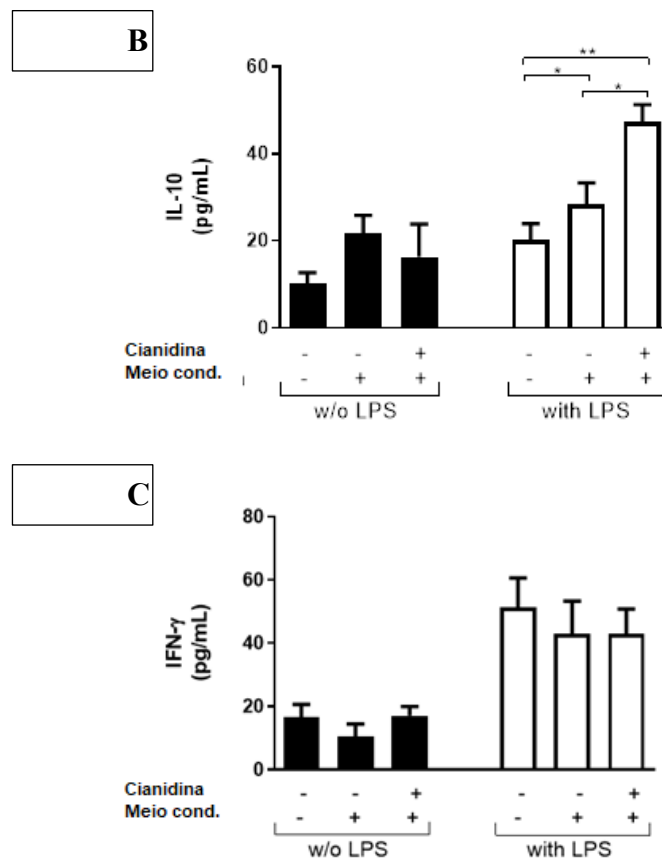 B
**
*
*
60
40
20
0
IL-10
(pg/mL)
Cianidina - - + - - +
Meio cond. - + + - + +
w/o LPS with LPS
C
80
60
40
20
0
IFN-γ
(pg/mL)
Cianidina - - + - - +
Meio cond. - + + - + +
w/o LPS with LPS